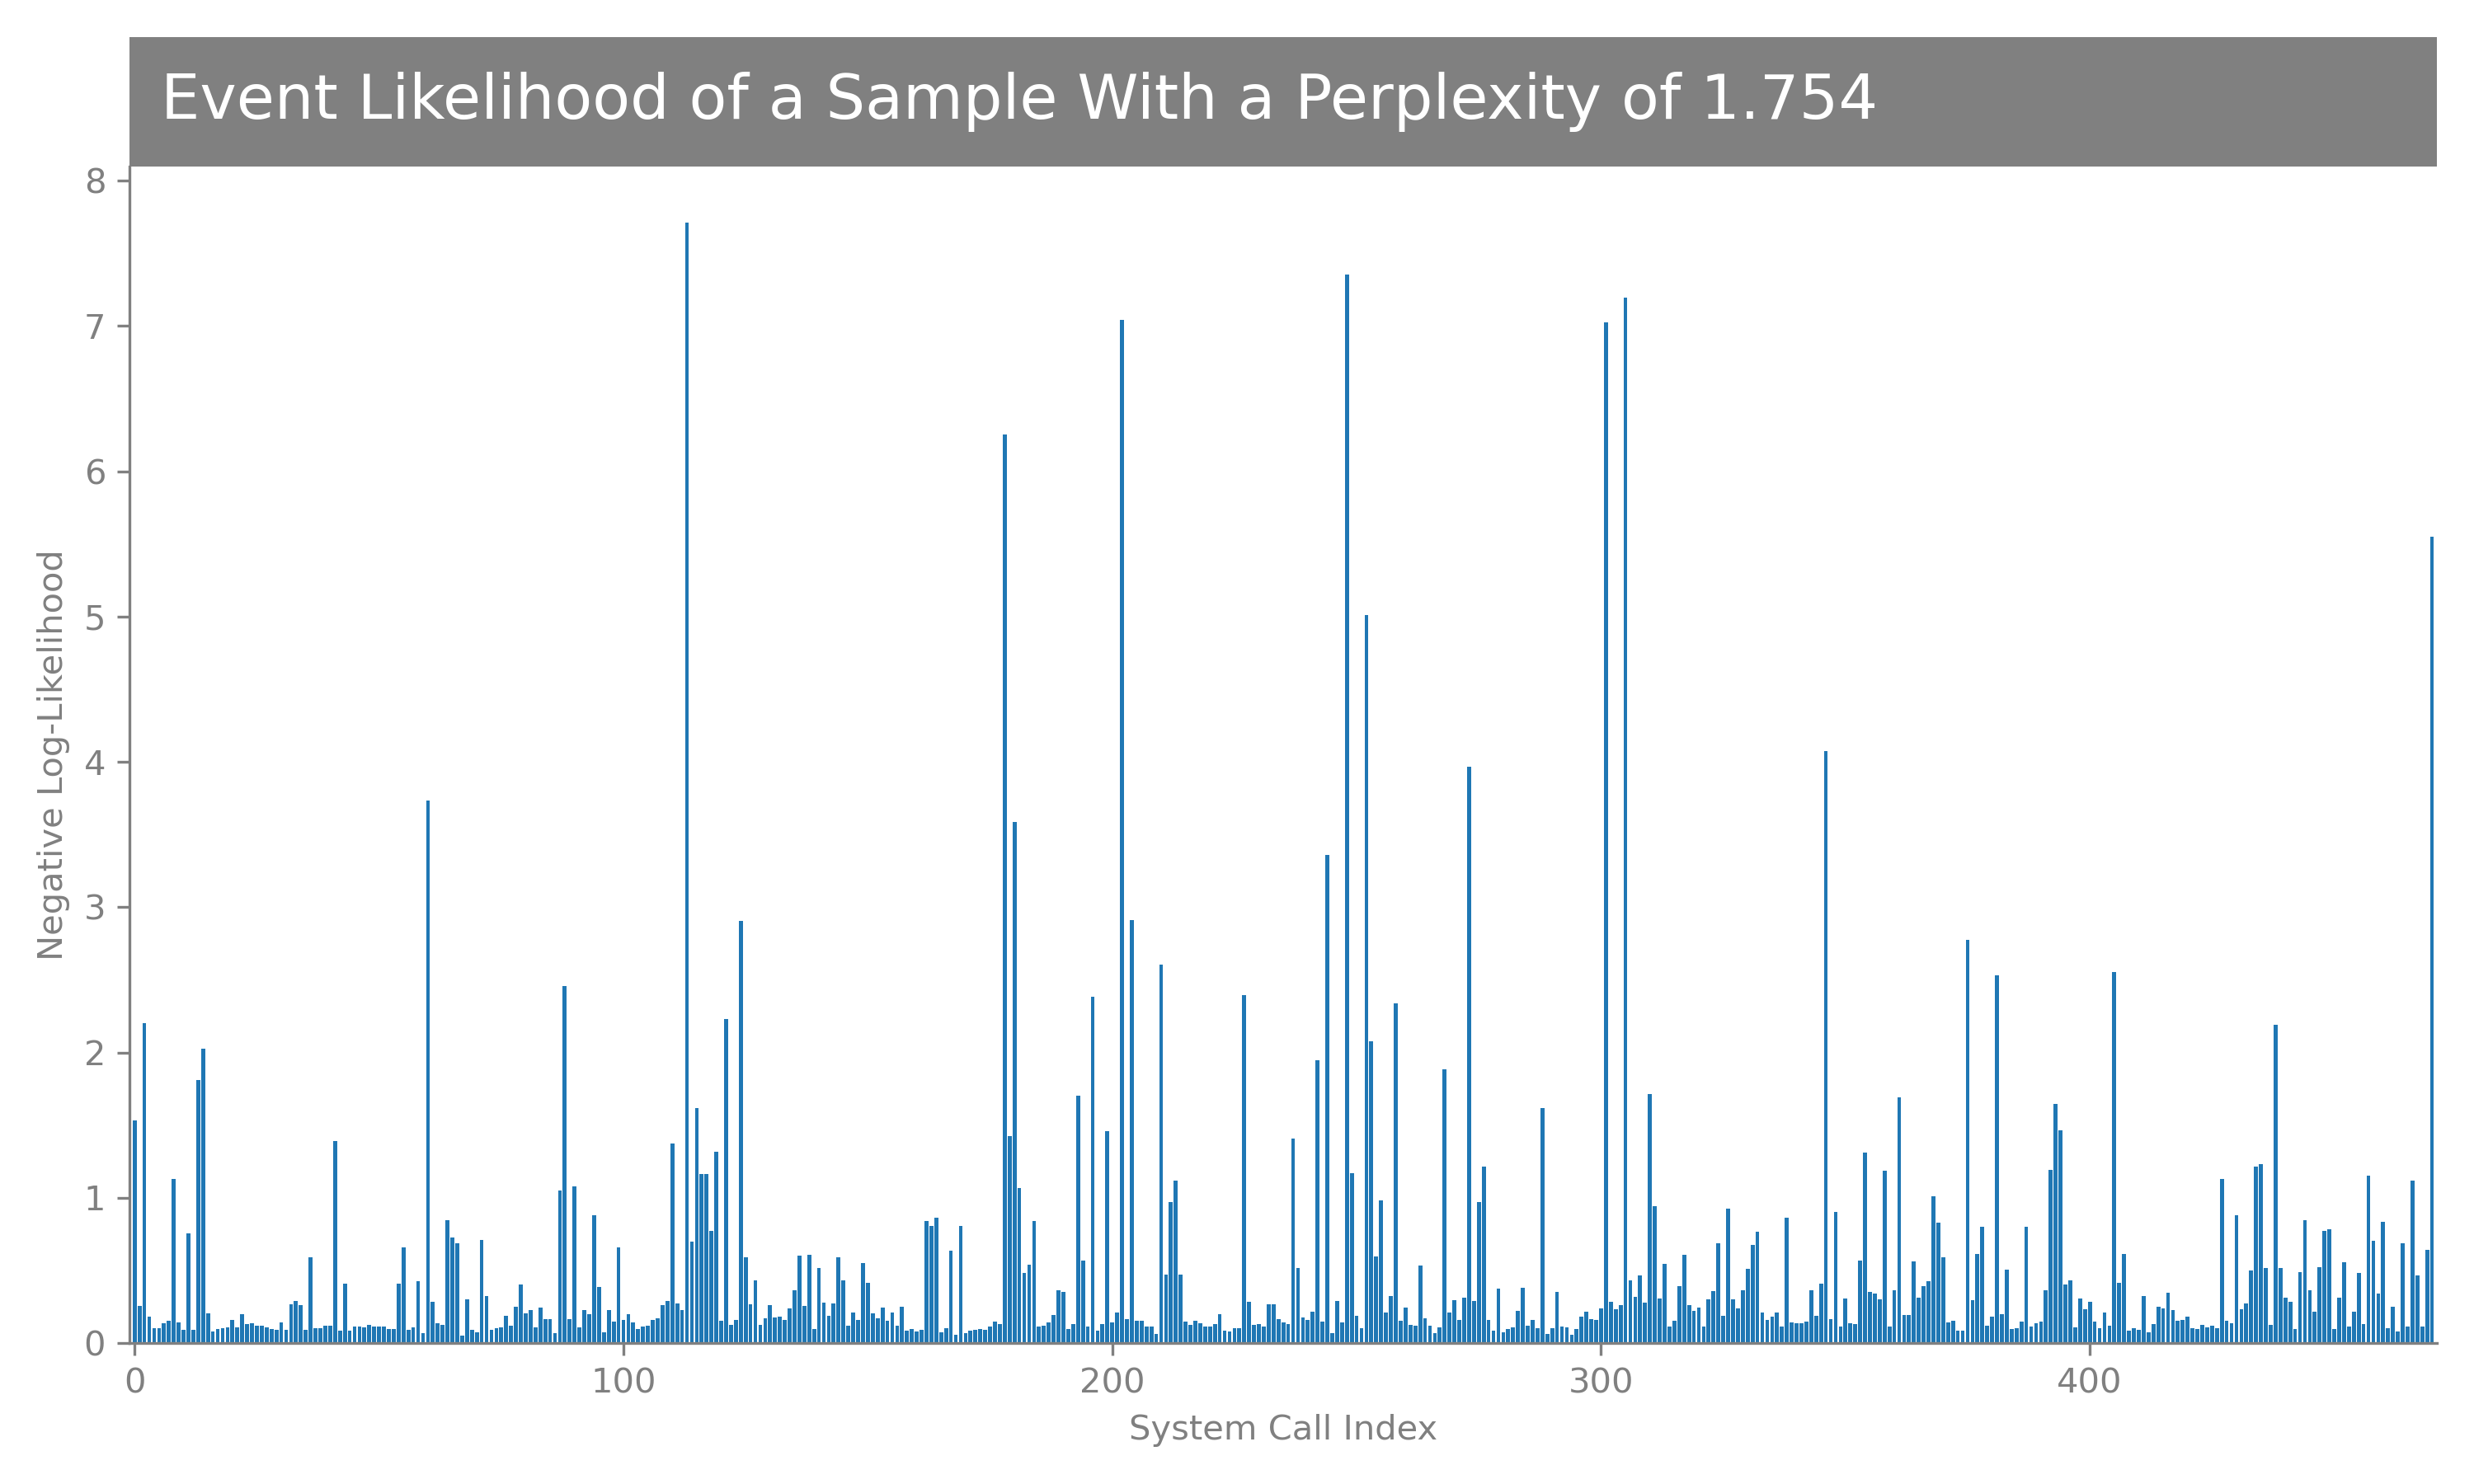 Event Likelihood of a Sample With a Perplexity of 1.754
8
7
6
5
4
3
2
1
0
Negative Log-Likelihood
0 100 200 300 400
System Call Index